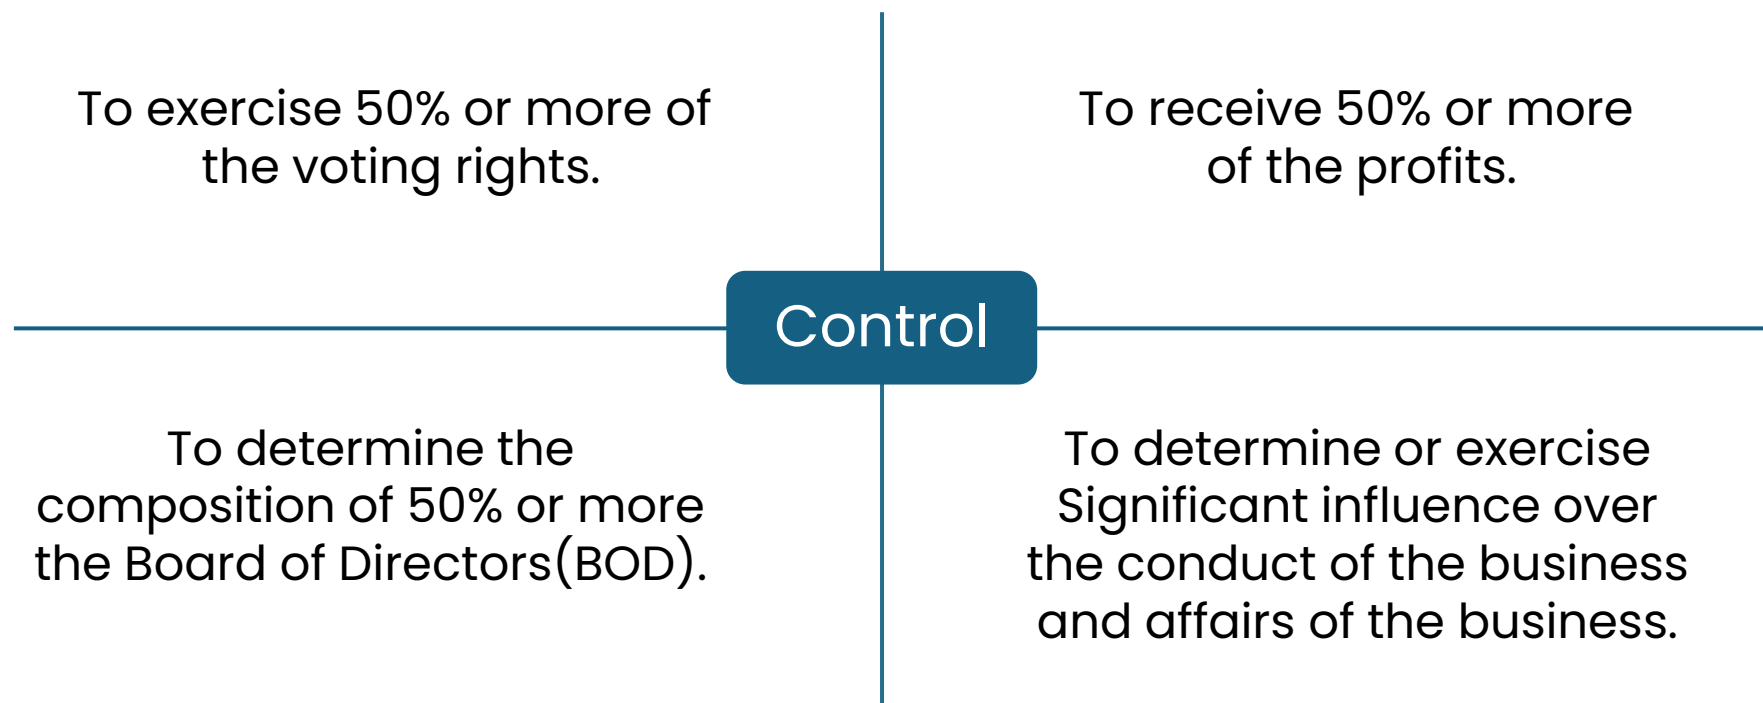 To exercise 50% or more of
the voting rights.
To receive 50% or more
of the profits.
Control
To determine the
composition of 50% or more
the Board of Directors(BOD).
To determine or exercise
Significant influence over
the conduct of the business
and affairs of the business.